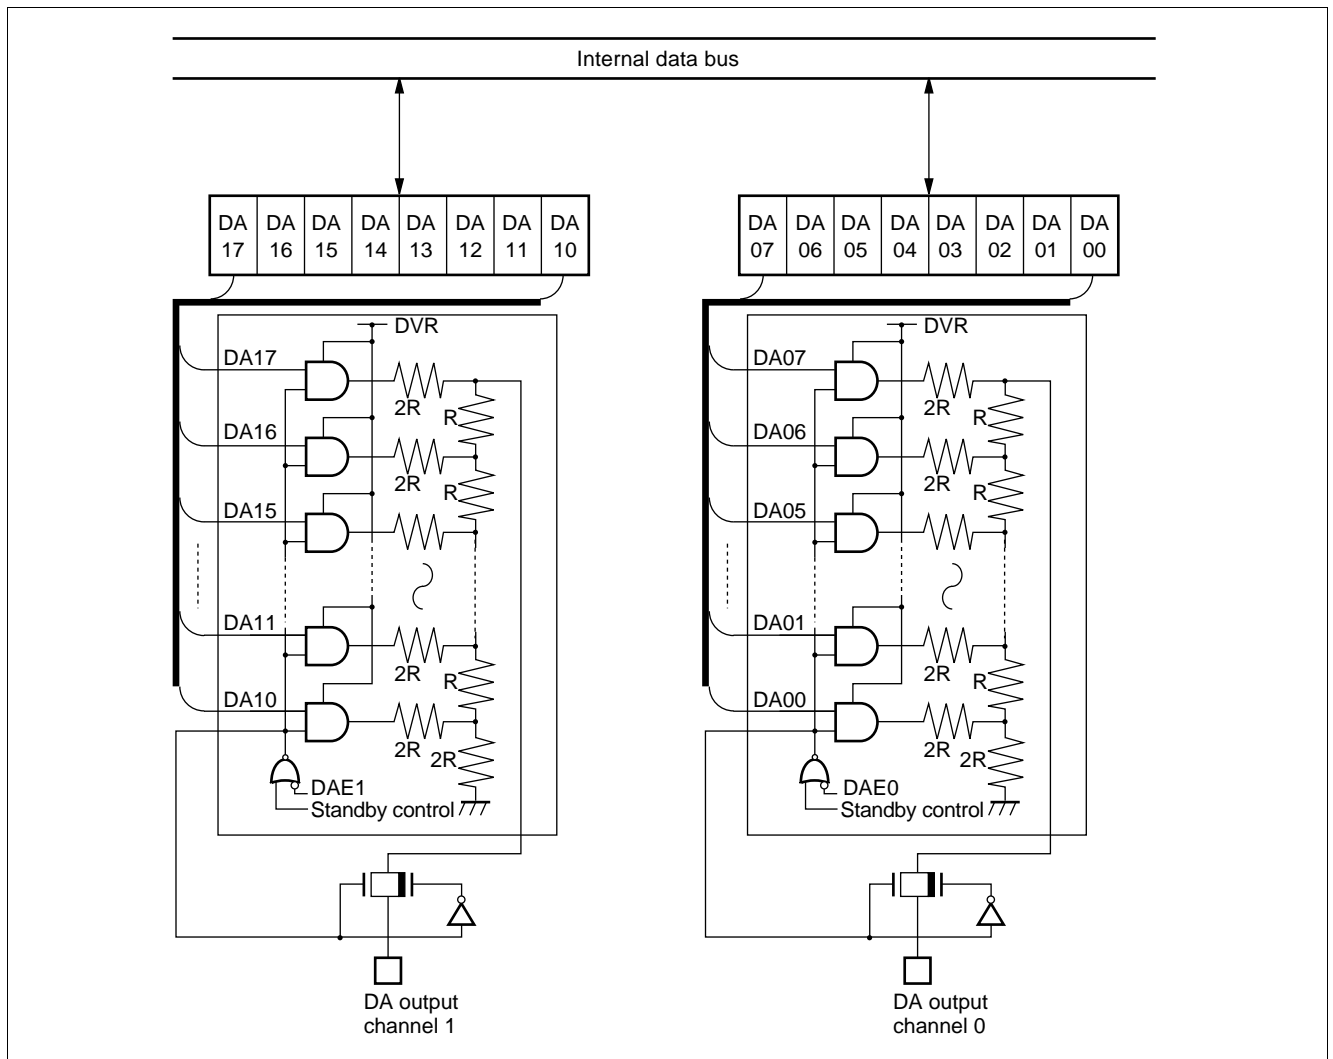 Internal data bus
DA DA DA DA DA DA DA DA
17 16 15 14 13 12 11 10
DA DA DA DA DA DA DA DA
07 06 05 04 03 02 01 00
DVR
DA17
2R
R
DA16
2R
R
DA15
DA11
2R
R
DA10
2R
2R
DAE1
Standby control
DA output
channel 1
DVR
DA07
2R
R
DA06
2R
R
DA05
DA01
2R
R
DA00
2R
2R
DAE0
Standby control
DA output
channel 0